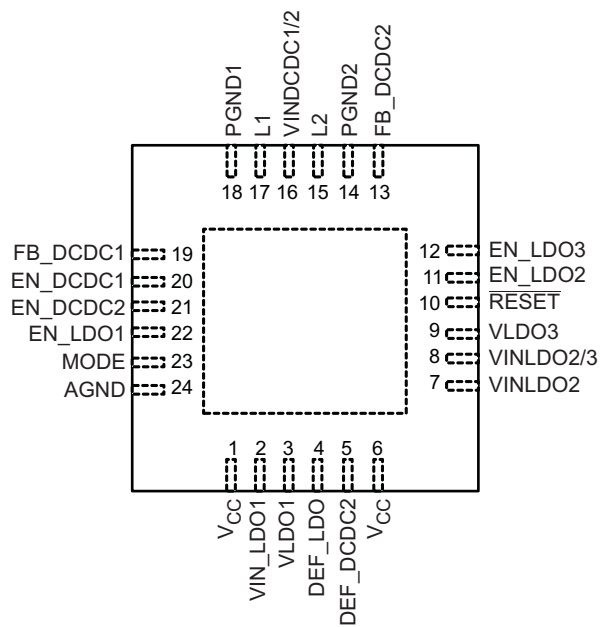 PGND1
L1
VINDCDC1/2
L2
PGND2
FB_DCDC2
18 17 16 15 14 13
FB_DCDC1 19
EN_DCDC1 20
EN_DCDC2 21
EN_LDO1 22
MODE 23
AGND 24
12 EN_LDO3
11 EN_LDO2
10 RESET
9 VLDO3
8 VINLDO2/3
7 VINLDO2
1 2 3 4 5 6
VCC
VIN_LDO1
VLDO1
DEF_LDO
DEF_DCDC2
VCC